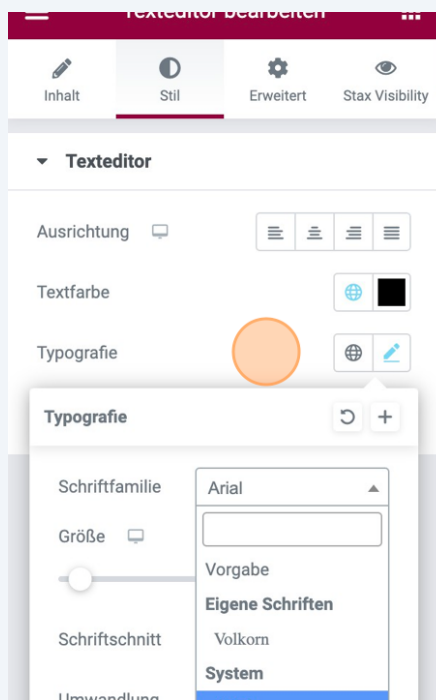 Texteditor bearbeiten
Inhalt Stil Erweitert Stax Visibility
Texteditor
Ausrichtung
Textfarbe
Typografie
Typografie
Schriftfamilie Arial
Größe
Vorgabe
Eigene Schriften
Schriftschnitt Volkorn
System
Umwandlung